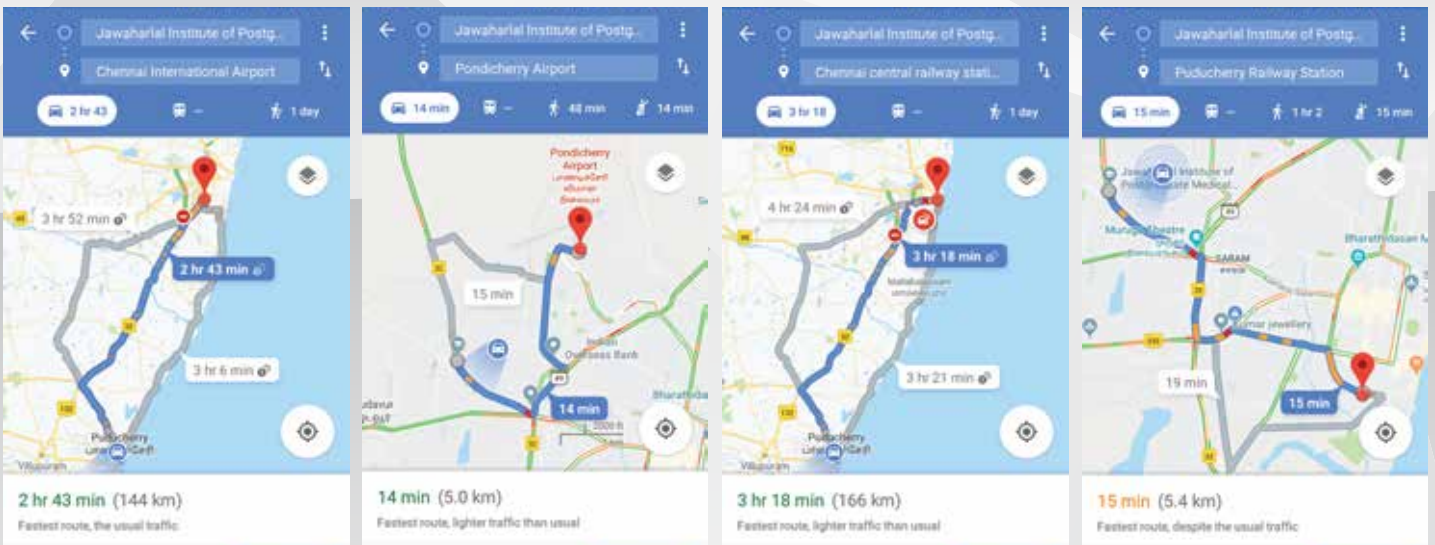 Jawaharlal Institute of Postg...
Chennai International Airport
2 hr 43
–
1 day
3 hr 52 min
2 hr 43 min
3 hr 6 min
Puducherry
Villupuram
2 hr 43 min (144 km)
Fastest route, the usual traffic
Jawaharlal Institute of Postg...
Pondicherry Airport
14 min
–
48 min
14 min
Pondicherry
Airport
15 min
Indian
Overseas Bank
14 min
Bharathida
2000 ft
14 min (5.0 km)
Fastest route, lighter traffic than usual
Jawaharlal Institute of Postg...
Chennai central railway stati...
3 hr 18
–
1 day
716
4 hr 24 min
3 hr 18 min
3 hr 21 min
Puducherry
Villupuram
3 hr 18 min (166 km)
Fastest route, lighter traffic than usual
Jawaharlal Institute of Postg...
Puducherry Railway Station
15 min
–
1 hr 2
15 min
Institute of
Medical...
SARAM
Bharathidasan
19 min
15 min
15 min (5.4 km)
Fastest route, despite the usual traffic